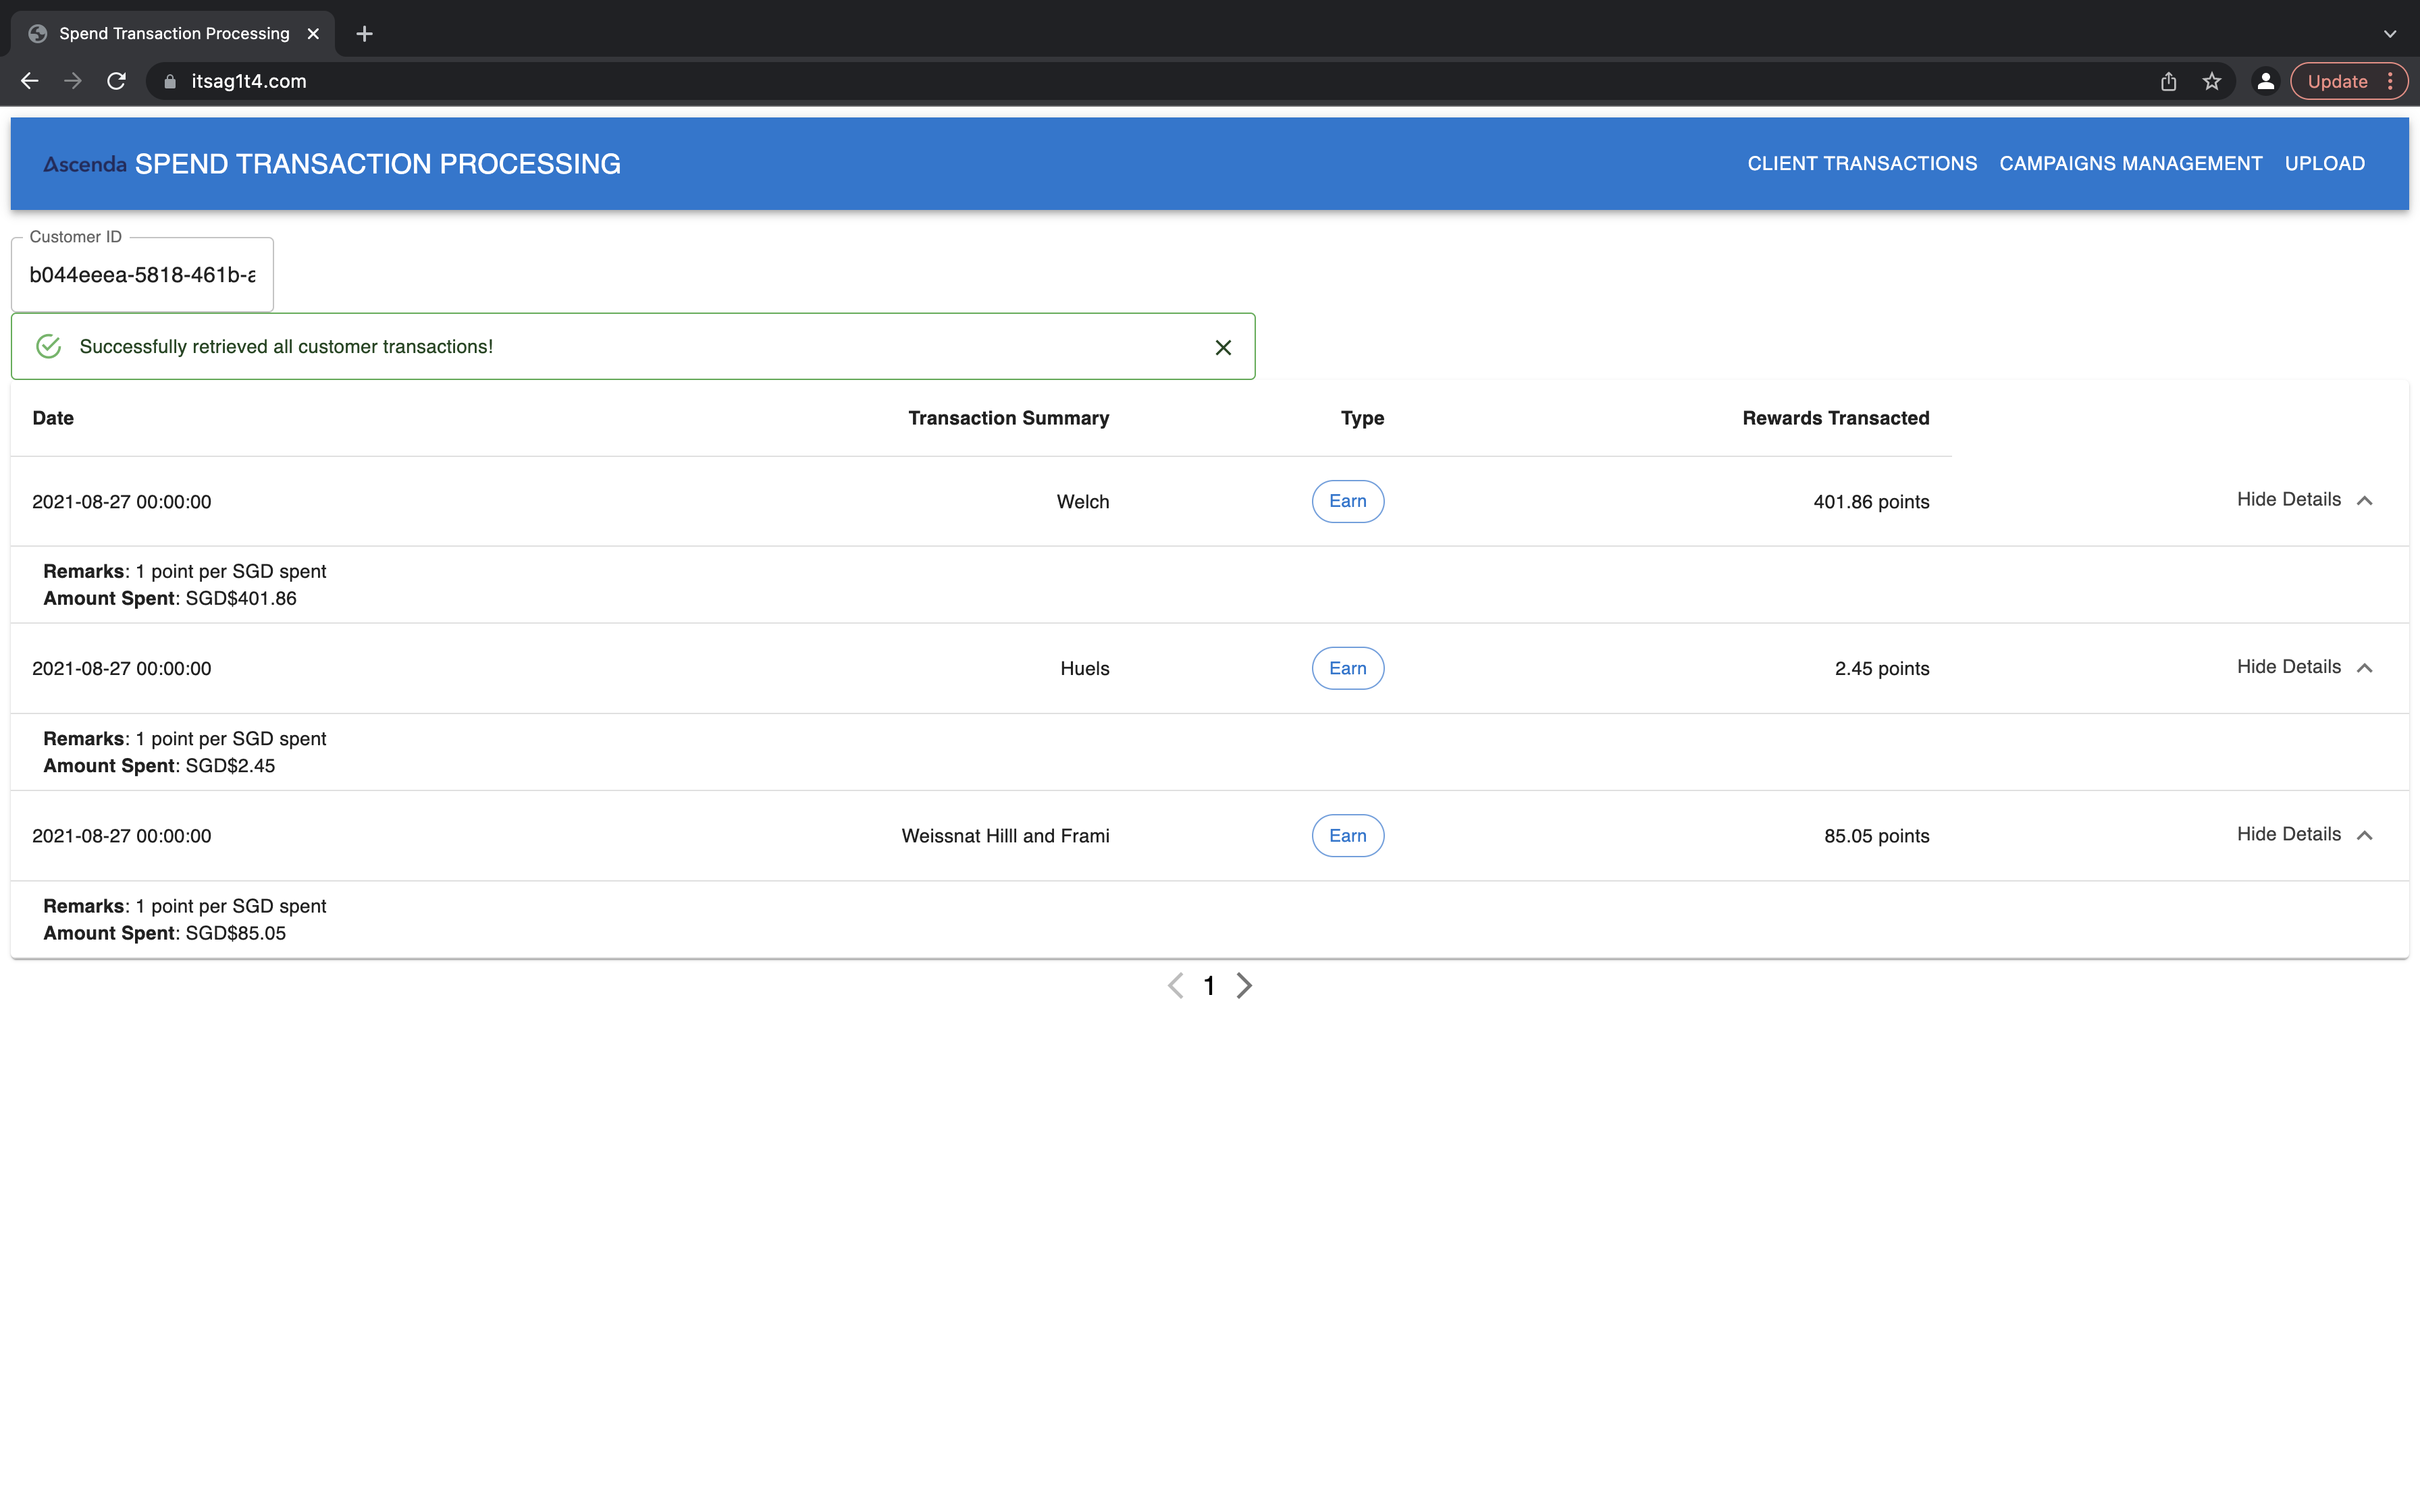 Spend Transaction Processing
itsag1t4.com
Update
Ascenda SPEND TRANSACTION PROCESSING
CLIENT TRANSACTIONS CAMPAIGNS MANAGEMENT UPLOAD
Customer ID
b044eeea-5818-461b-a
Successfully retrieved all customer transactions!
Date Transaction Summary Type Rewards Transacted
2021-08-27 00:00:00 Welch Earn 401.86 points Hide Details
Remarks: 1 point per SGD spent
Amount Spent: SGD$401.86
2021-08-27 00:00:00 Huels Earn 2.45 points Hide Details
Remarks: 1 point per SGD spent
Amount Spent: SGD$2.45
2021-08-27 00:00:00 Weissnat Hilll and Frami Earn 85.05 points Hide Details
Remarks: 1 point per SGD spent
Amount Spent: SGD$85.05
1